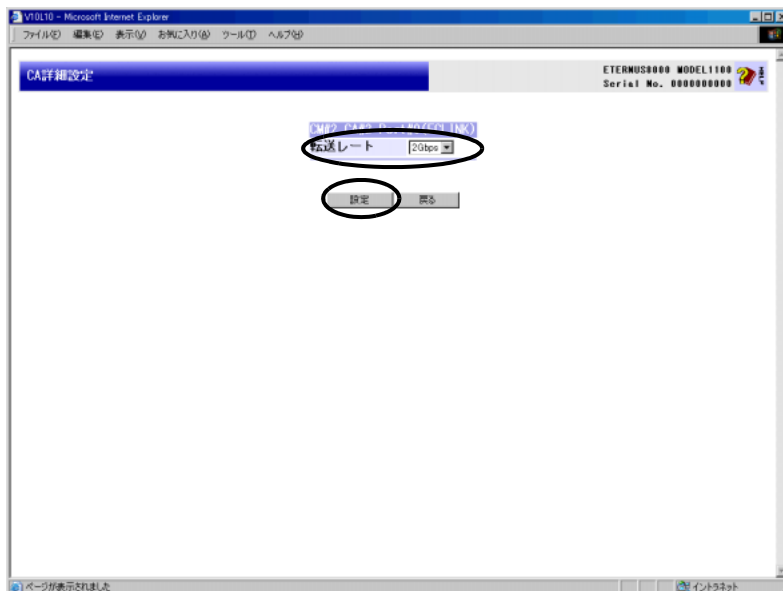 V10L10 - Microsoft Internet Explorer
ファイル(F) 編集(E) 表示(V) お気に入り(A) ツール(T) ヘルプ(H)
CA詳細設定
ETERNUS8000 MODEL1100
Serial No. 0000000000
転送レート 2Gbps
設定 戻る
ページが表示されました
イントラネット